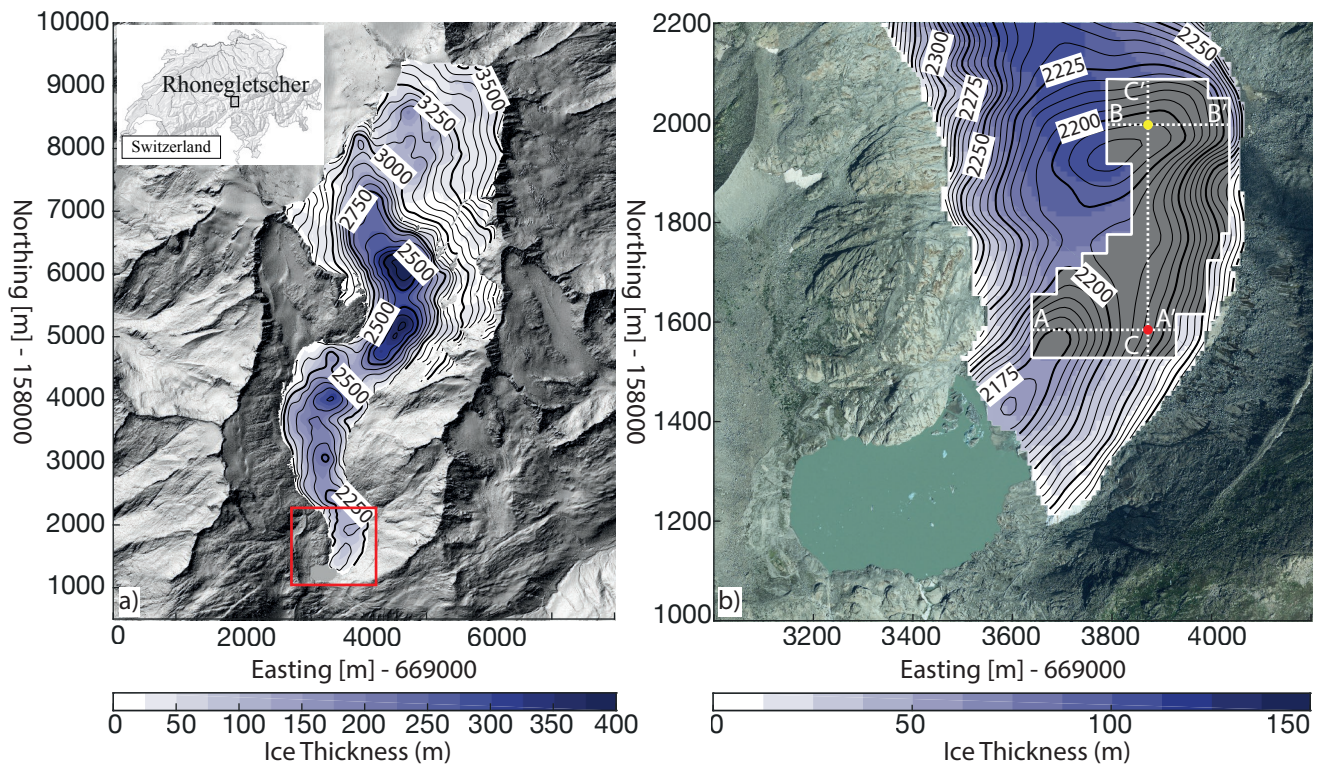 10000
9000
8000
7000
6000
5000
4000
3000
2000
1000
Northing [m] - 158000
Rhonegletscher
Switzerland
3500
3250
3000
2750
2500
2500
2500
2250
a)
0 2000 4000 6000
Easting [m] - 669000
0 50 100 150 200 250 300 350 400
Ice Thickness (m)
2200
2000
1800
1600
1400
1200
1000
Northing [m] - 158000
2300
2275
2250
2225
2250
2200
C'
B B'
2200
A A'
C
2175
b)
3200 3400 3600 3800 4000
Easting [m] - 669000
0 50 100 150
Ice Thickness (m)